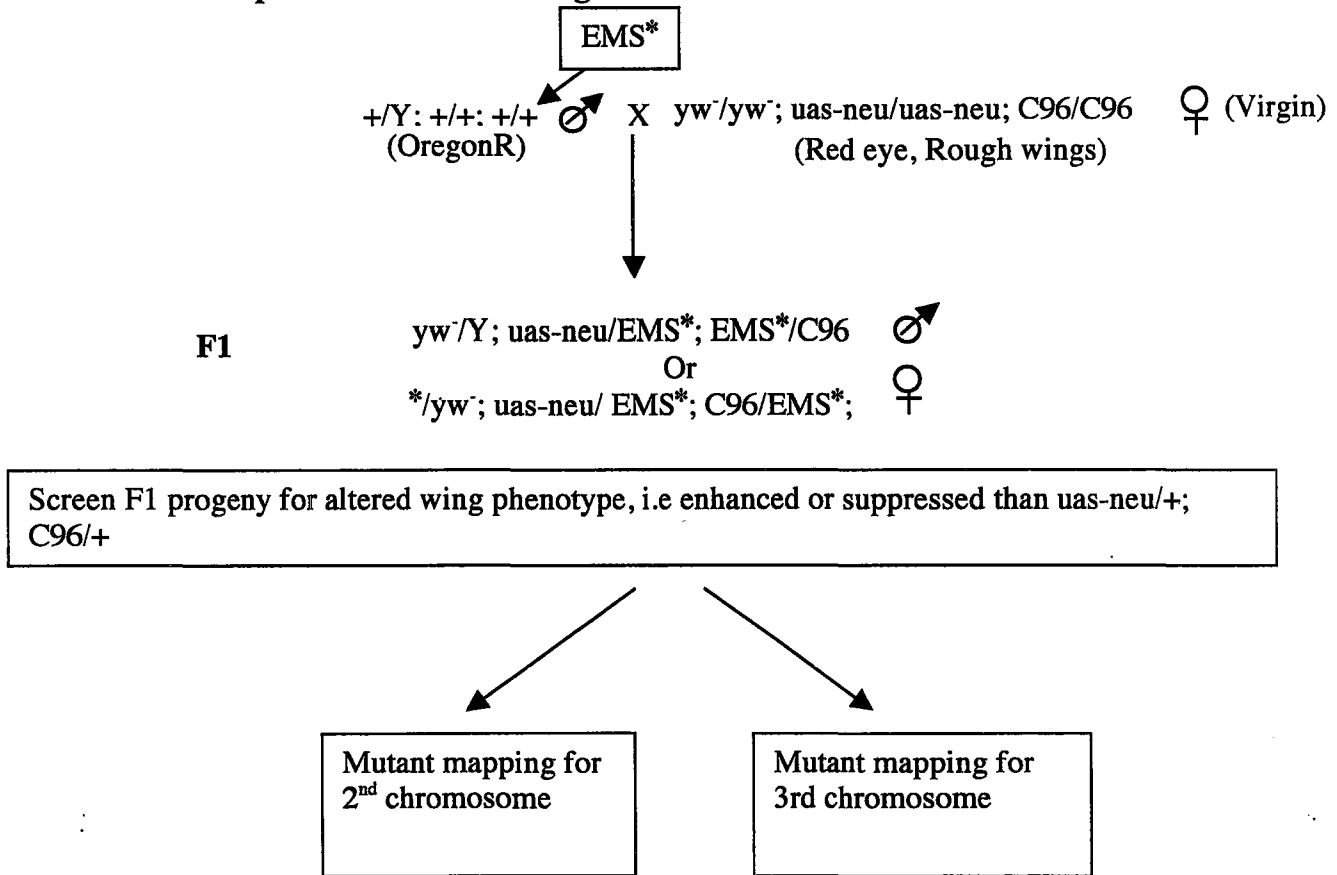 EMS*
+/Y: +/+: +/+ ♂ X yw⁻/yw⁻; uas-neu/uas-neu; C96/C96 ♀ (Virgin)
(OregonR) (Red eye, Rough wings)
F1
yw⁻/Y; uas-neu/EMS*; EMS*/C96 ♂
Or
*/yw⁻; uas-neu/ EMS*; C96/EMS*; ♀
Screen F1 progeny for altered wing phenotype, i.e enhanced or suppressed than uas-neu/+;
C96/+
Mutant mapping for
2nd chromosome
Mutant mapping for
3rd chromosome